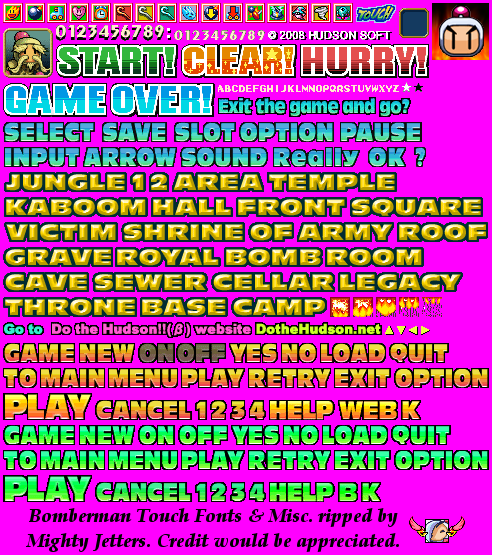 TOUCH
0123456789: 0123456789 © 2008 HUDSON SOFT
START! CLEAR! HURRY!
GAME OVER! ABCDEFGHIJKLMNOPQRSTUVWXYZ ★ ★
Exit the game and go?
SELECT SAVE SLOT OPTION PAUSE
INPUT ARROW SOUND Really OK ?
JUNGLE 1 2 AREA TEMPLE
KABOOM HALL FRONT SQUARE
VICTIM SHRINE OF ARMY ROOF
GRAVE ROYAL BOMB ROOM
CAVE SEWER CELLAR LEGACY
THRONE BASE CAMP
Go to Do the Hudson!!(β) website DotheHudson.net ▲ ▼ ◀ ▶
GAME NEW ON OFF YES NO LOAD QUIT
TO MAIN MENU PLAY RETRY EXIT OPTION
PLAY CANCEL 1 2 3 4 HELP WEB K
GAME NEW ON OFF YES NO LOAD QUIT
TO MAIN MENU PLAY RETRY EXIT OPTION
PLAY CANCEL 1 2 3 4 HELP B K
Bomberman Touch Fonts & Misc. ripped by
Mighty Jetters. Credit would be appreciated.